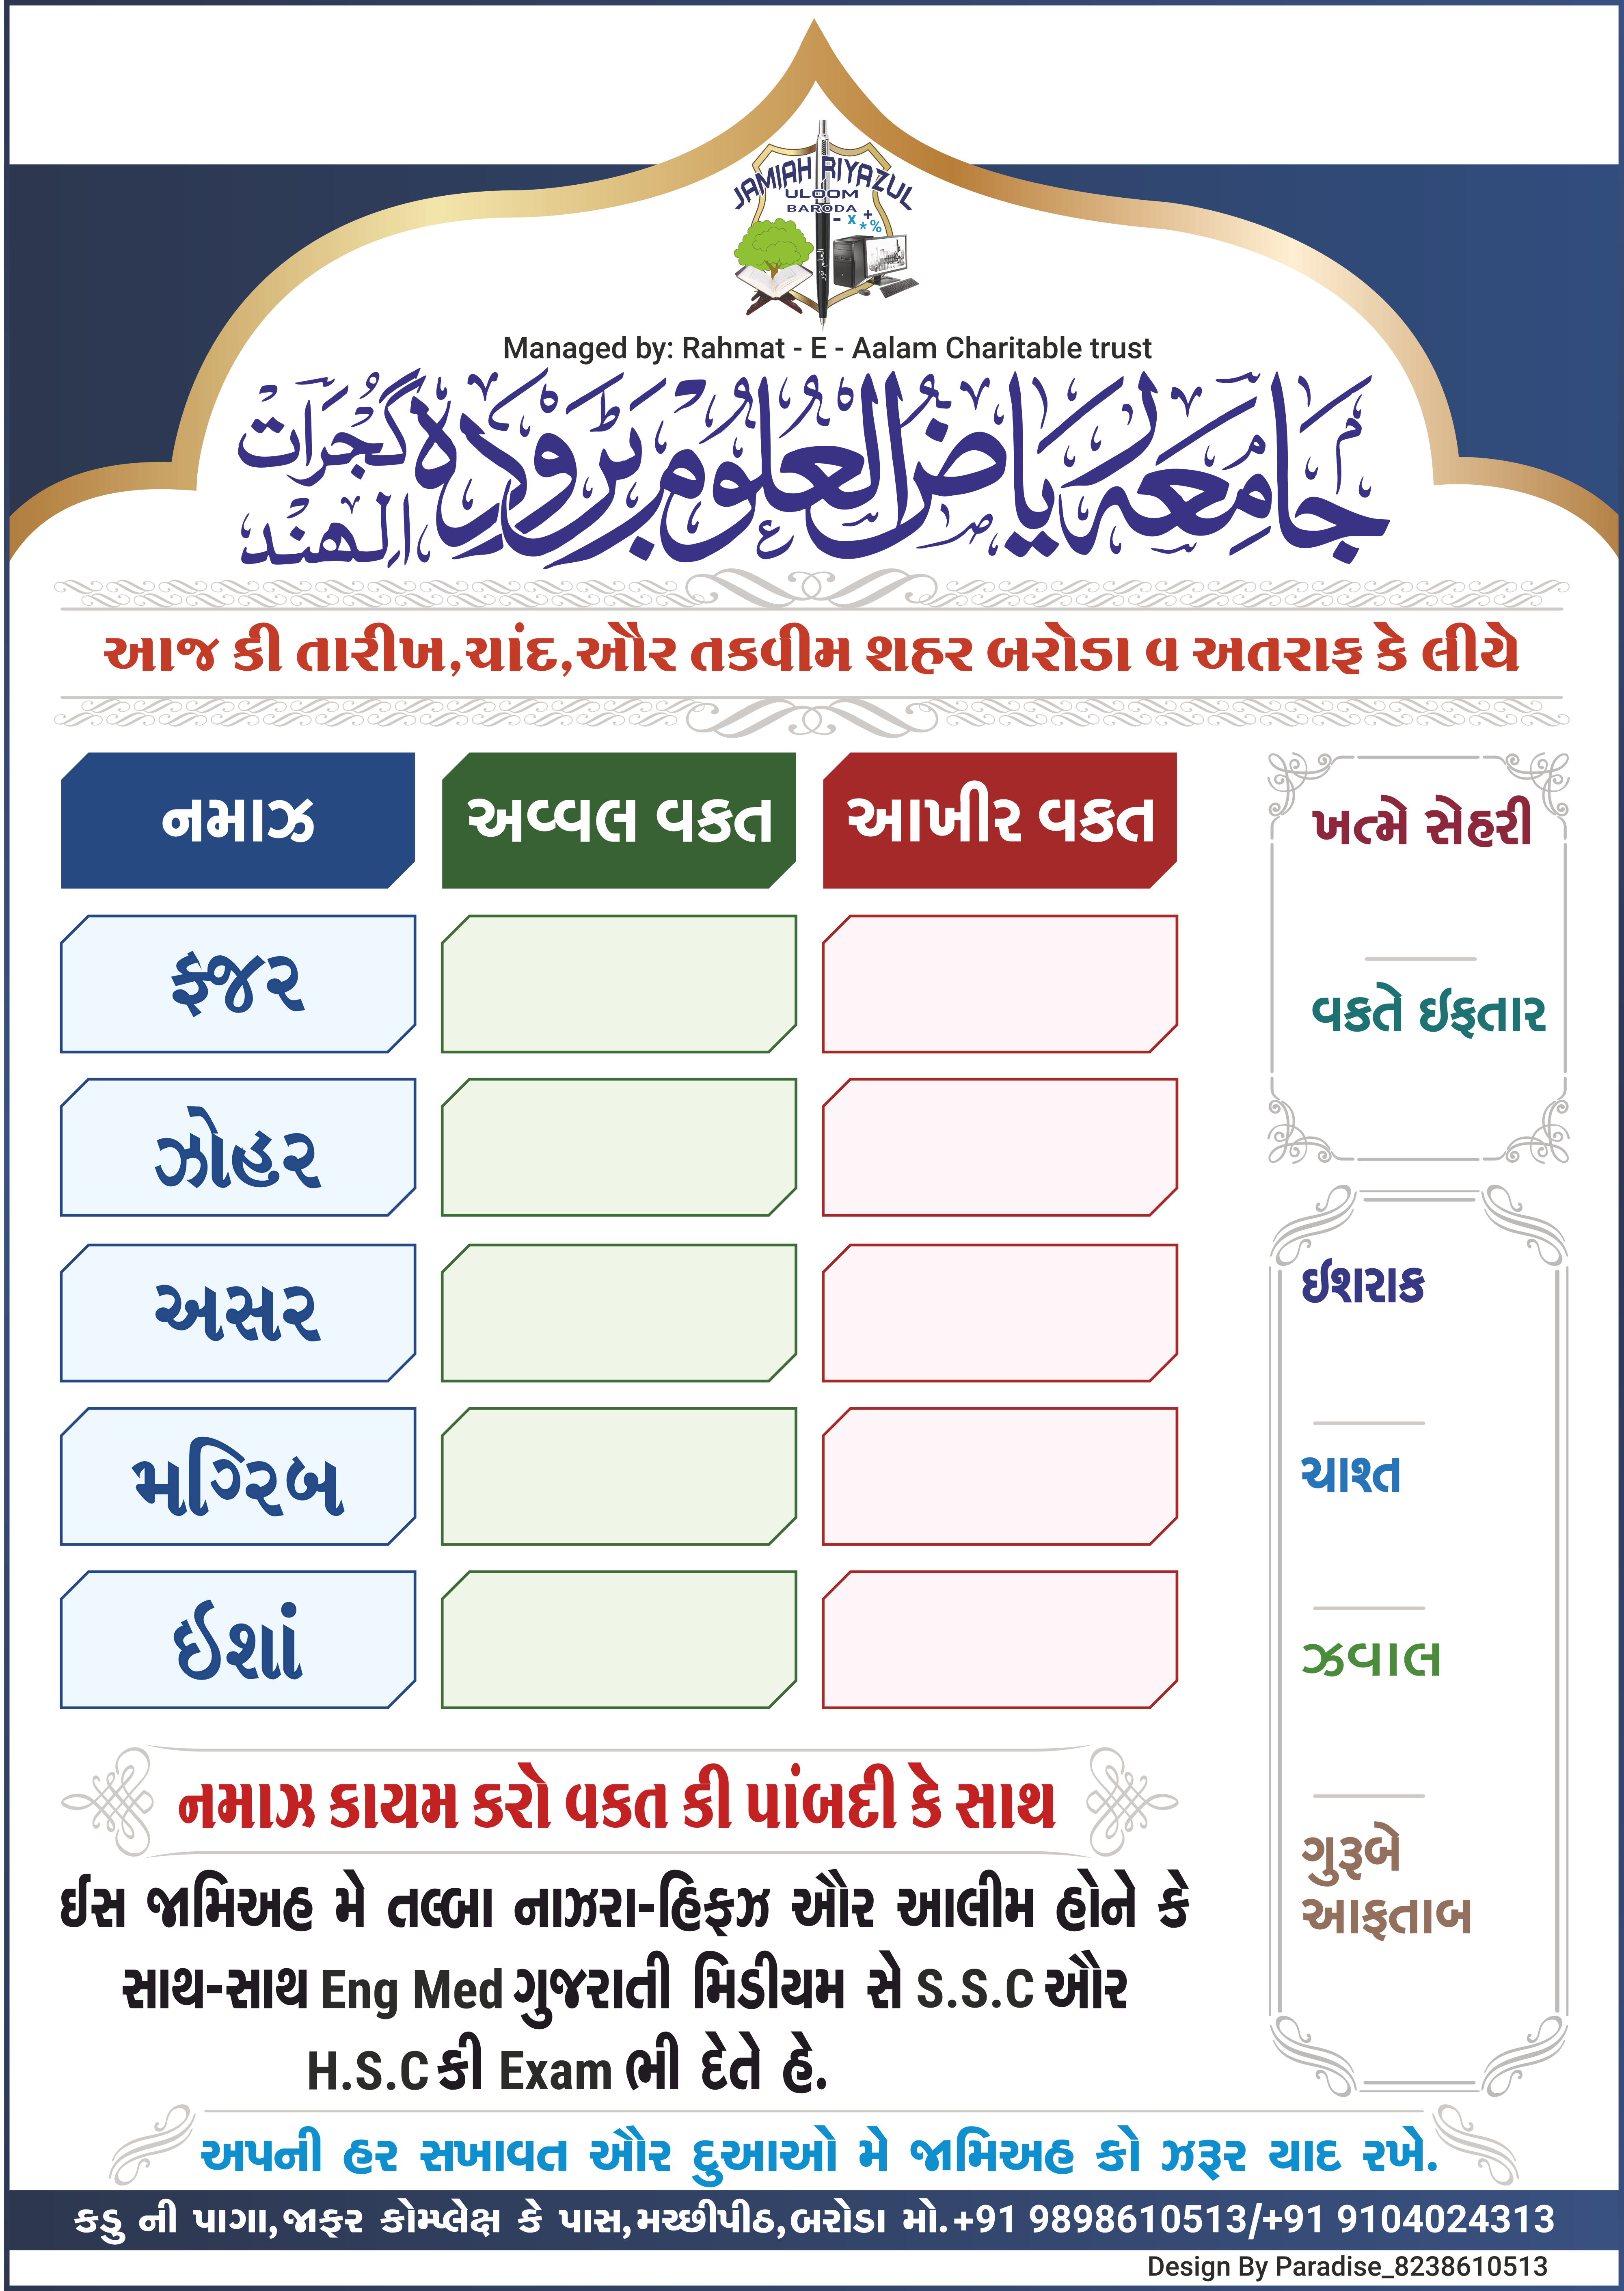 JAMIAH RIYAZUL
ULOOM
BARODA
- x + * %
Managed by: Rahmat - E - Aalam Charitable trust
جامعہ ریاض العلوم بڑودہ گجرات الہند
આજ કી તારીખ,ચાંદ,ઔર તકવીમ શહર બરોડા વ અતરાફ કે લીયે
નમાઝ અવ્વલ વકત આખીર વકત
ફજર
ઝોહર
અસર
મગ્રિબ
ઈશાં
ખત્મે સેહરી
વકતે ઈફતાર
ઈશરાક
ચાશ્ત
ઝવાલ
ગુરૂબે
આફતાબ
નમાઝ કાયમ કરો વકત કી પાંબદી કે સાથ
ઈસ જામિઅહ મે તલ્બા નાઝરા-હિફઝ ઔર આલીમ હોને કે
સાથ-સાથ Eng Med ગુજરાતી મિડીયમ સે S.S.C ઔર
H.S.C કી Exam ભી દેતે હે.
અપની હર સખાવત ઔર દુઆઓ મે જામિઅહ કો ઝરૂર યાદ રખે.
કડુ ની પાગા,જાફર કોમ્પ્લેક્ષ કે પાસ,મચ્છીપીઠ,બરોડા મો.+91 9898610513/+91 9104024313
Design By Paradise_8238610513